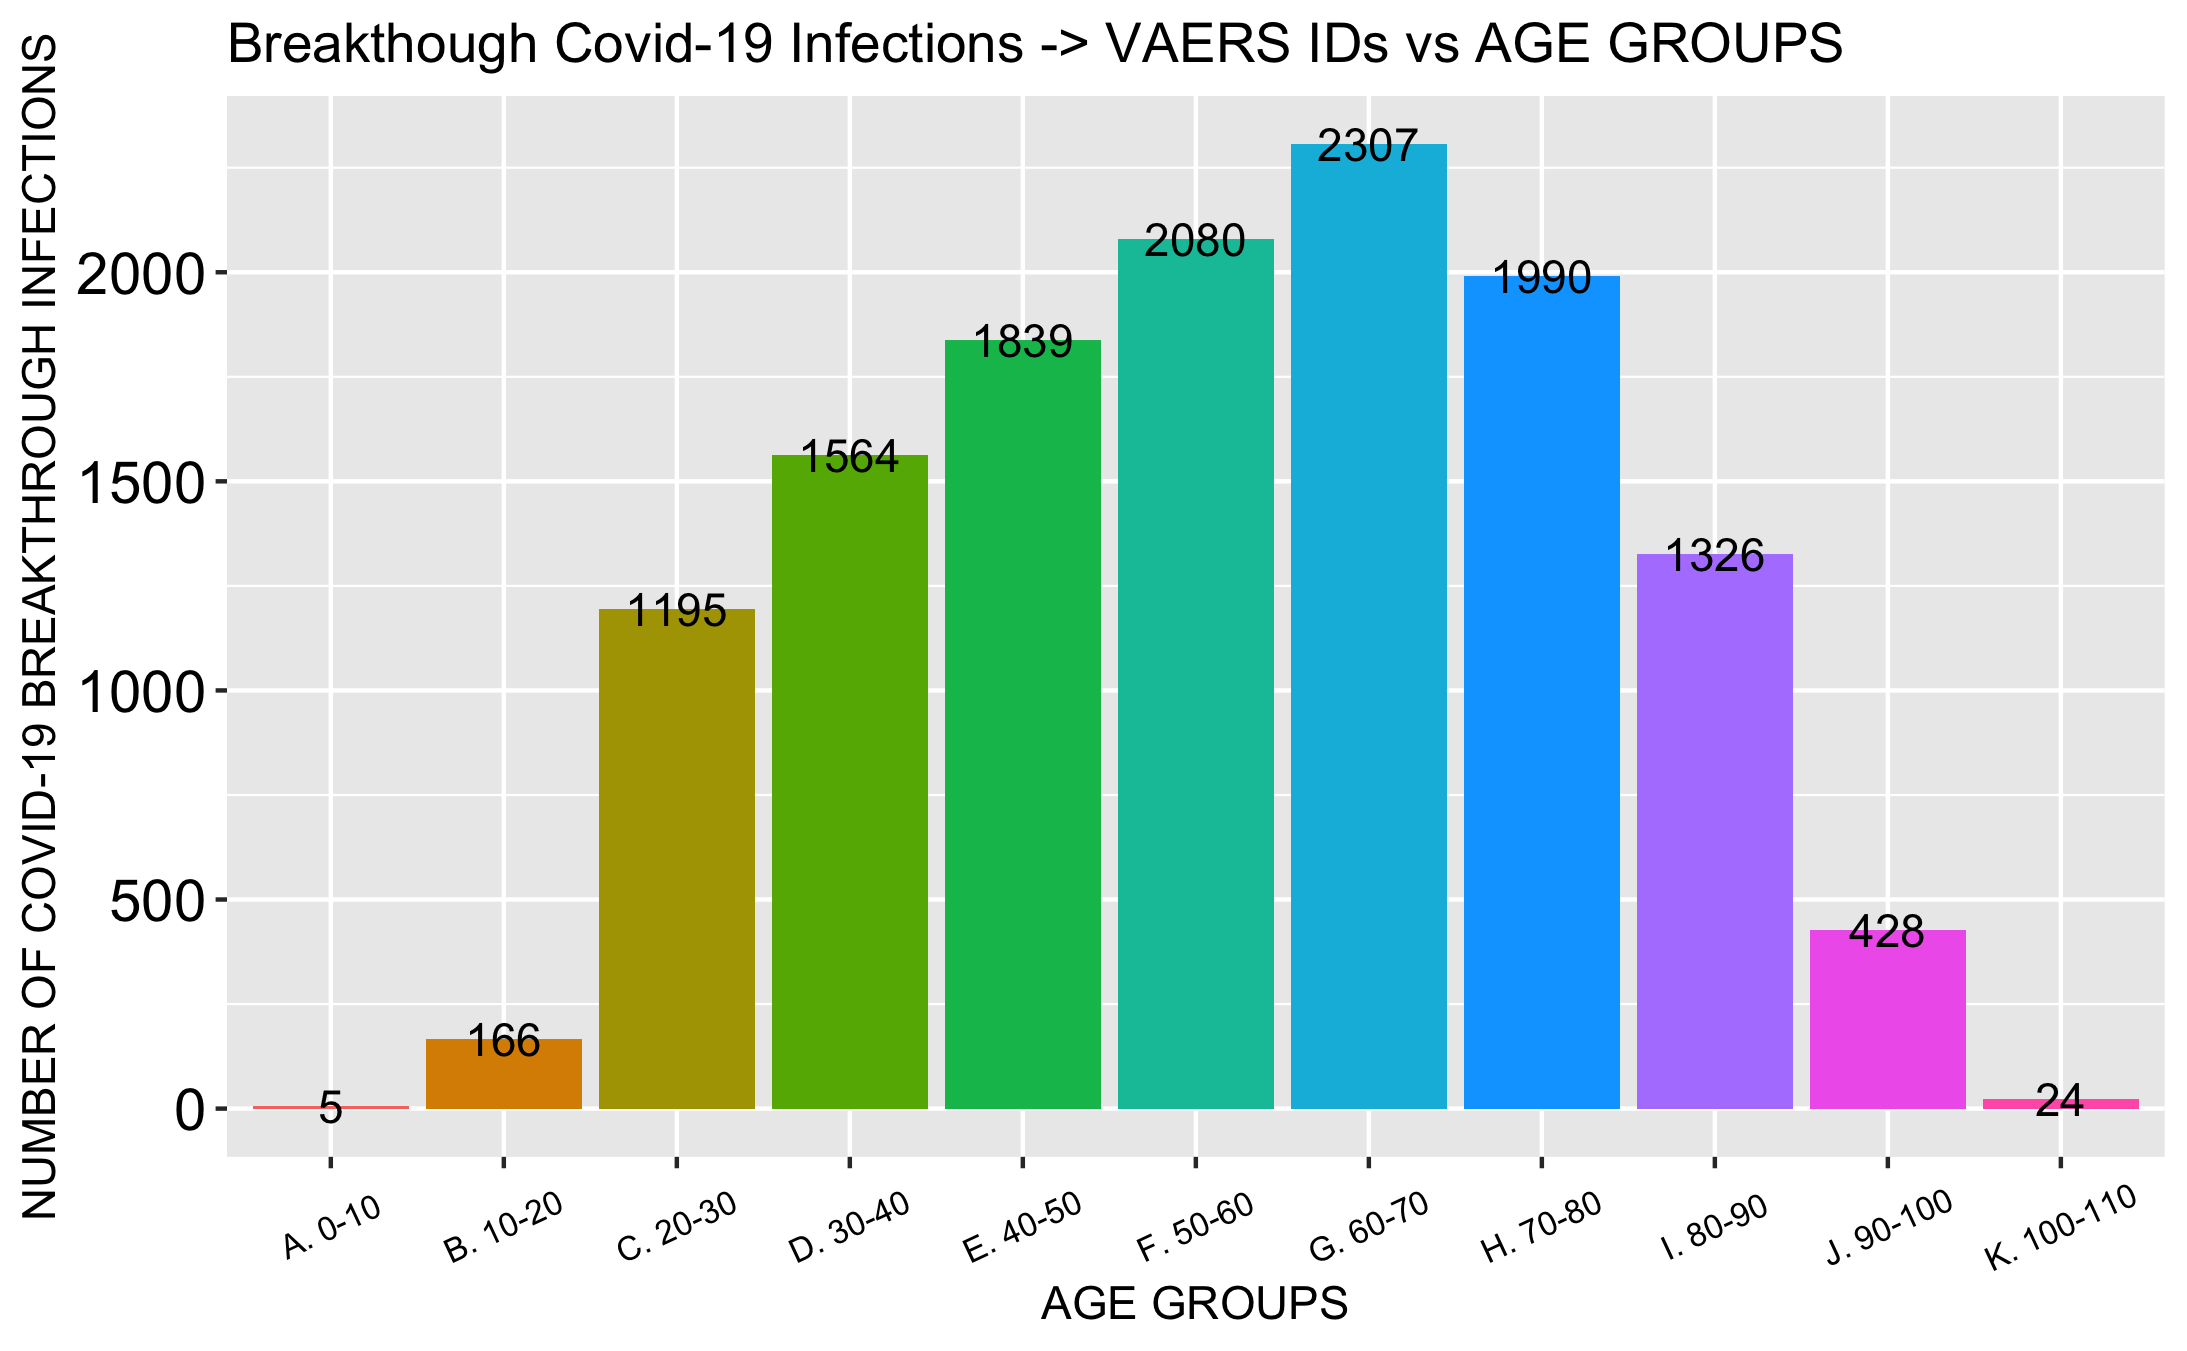 Breakthough Covid-19 Infections -> VAERS IDs vs AGE GROUPS
NUMBER OF COVID-19 BREAKTHROUGH INFECTIONS
2000
1500
1000
500
0
5
166
1195
1564
1839
2080
2307
1990
1326
428
24
A. 0-10
B. 10-20
C. 20-30
D. 30-40
E. 40-50
F. 50-60
G. 60-70
H. 70-80
I. 80-90
J. 90-100
K. 100-110
AGE GROUPS